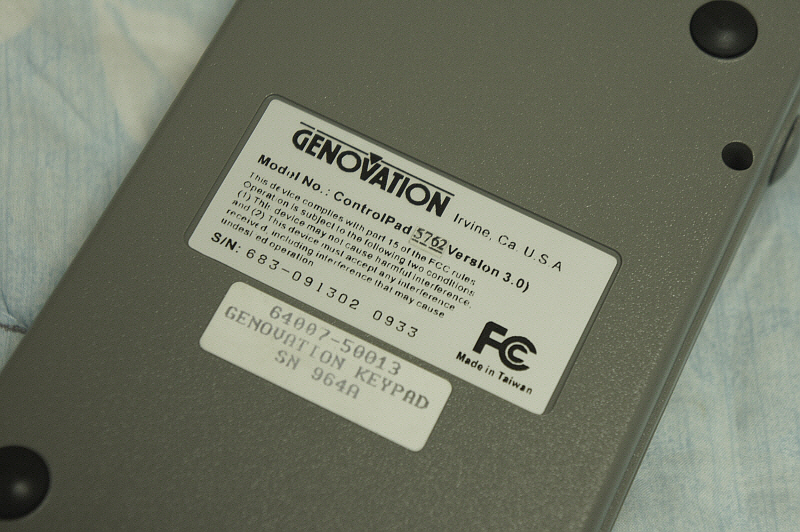 GENOVATION Irvine, Ca U.S.A
Model No.: ControlPad 5762 Version 3.0)
This device complies with part 15 of the FCC rules
Operation is subject to the following two conditions
(1) This device may not cause harmful interference.
and (2) This device must accept any interference
received, including interference that may cause
undesired operation
S/N: 683-091302 0933
FC
Made in Taiwan
64007-50013
GENOVATION KEYPAD
SN 964A